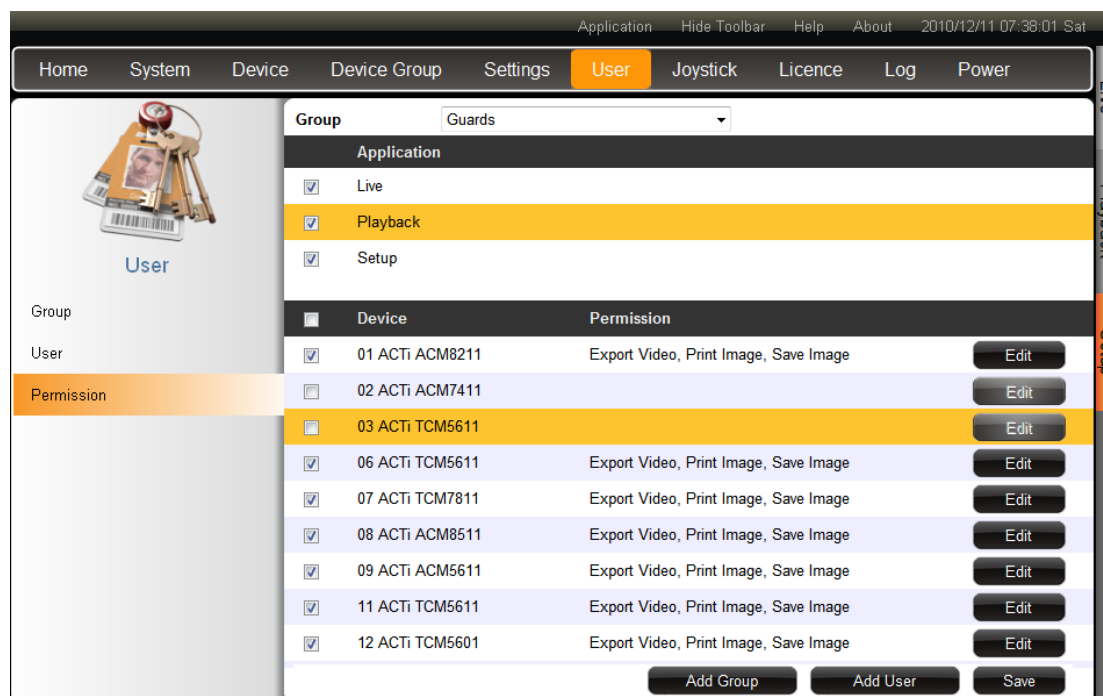 Application Hide Toolbar Help About 2010/12/11 07:38:01 Sat
Home System Device Device Group Settings User Joystick Licence Log Power
User
Group
User
Permission
Group Guards
Application
Live
Playback
Setup
Device Permission
01 ACTi ACM8211 Export Video, Print Image, Save Image Edit
02 ACTi ACM7411 Edit
03 ACTi TCM5611 Edit
06 ACTi TCM5611 Export Video, Print Image, Save Image Edit
07 ACTi TCM7811 Export Video, Print Image, Save Image Edit
08 ACTi ACM8511 Export Video, Print Image, Save Image Edit
09 ACTi ACM5611 Export Video, Print Image, Save Image Edit
11 ACTi TCM5611 Export Video, Print Image, Save Image Edit
12 ACTi TCM5601 Export Video, Print Image, Save Image Edit
Add Group Add User Save